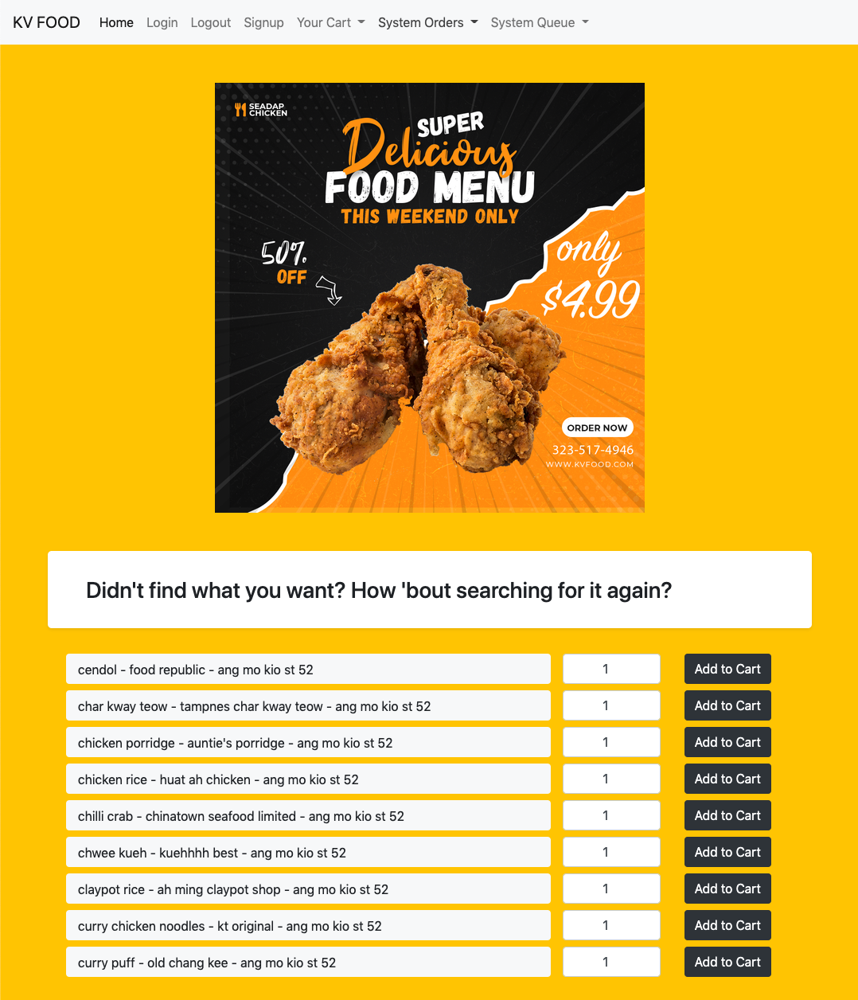 KV FOOD Home Login Logout Signup Your Cart System Orders System Queue
SEADAP
CHICKEN
SUPER
Delicious
FOOD MENU
THIS WEEKEND ONLY
50%
OFF
only
$4.99
ORDER NOW
323-517-4946
WWW.KVFOOD.COM
Didn't find what you want? How 'bout searching for it again?
cendol - food republic - ang mo kio st 52 1 Add to Cart
char kway teow - tampnes char kway teow - ang mo kio st 52 1 Add to Cart
chicken porridge - auntie's porridge - ang mo kio st 52 1 Add to Cart
chicken rice - huat ah chicken - ang mo kio st 52 1 Add to Cart
chilli crab - chinatown seafood limited - ang mo kio st 52 1 Add to Cart
chwee kueh - kuehhhh best - ang mo kio st 52 1 Add to Cart
claypot rice - ah ming claypot shop - ang mo kio st 52 1 Add to Cart
curry chicken noodles - kt original - ang mo kio st 52 1 Add to Cart
curry puff - old chang kee - ang mo kio st 52 1 Add to Cart